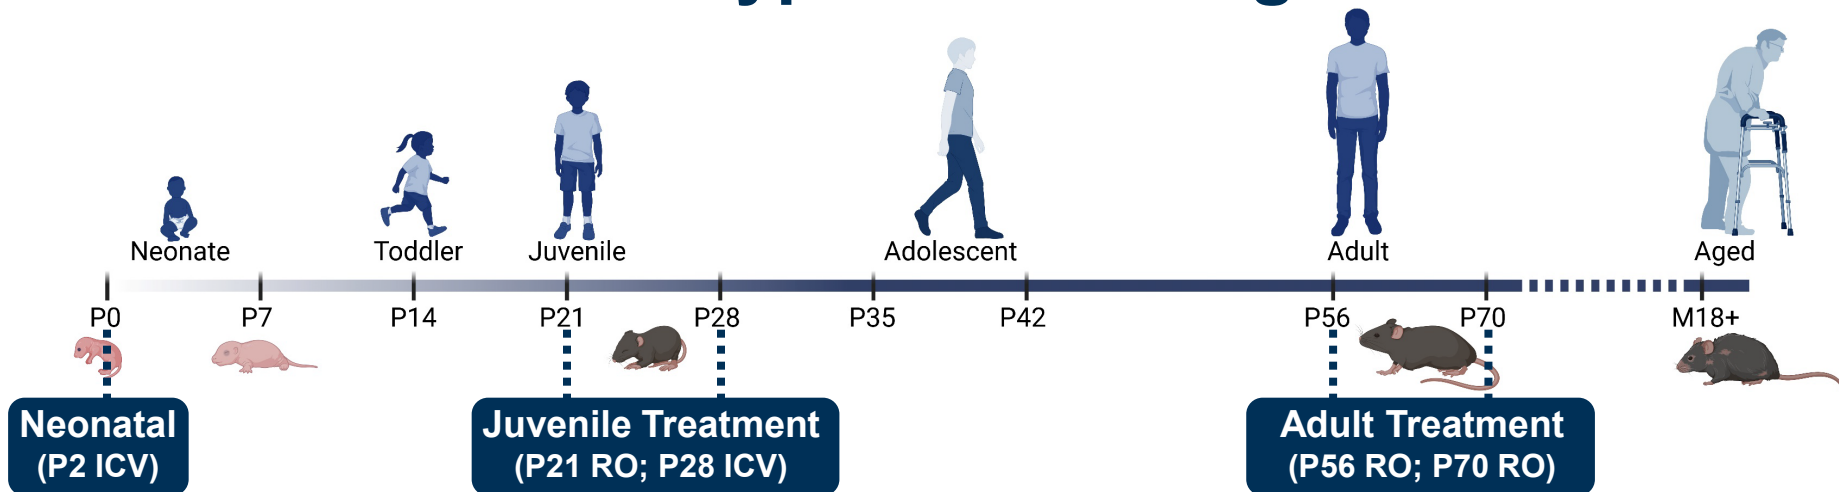 Neonate Toddler Juvenile Adolescent Adult Aged
P0 P7 P14 P21 P28 P35 P42 P56 P70 M18+
Neonatal
(P2 ICV)
Juvenile Treatment
(P21 RO; P28 ICV)
Adult Treatment
(P56 RO; P70 RO)